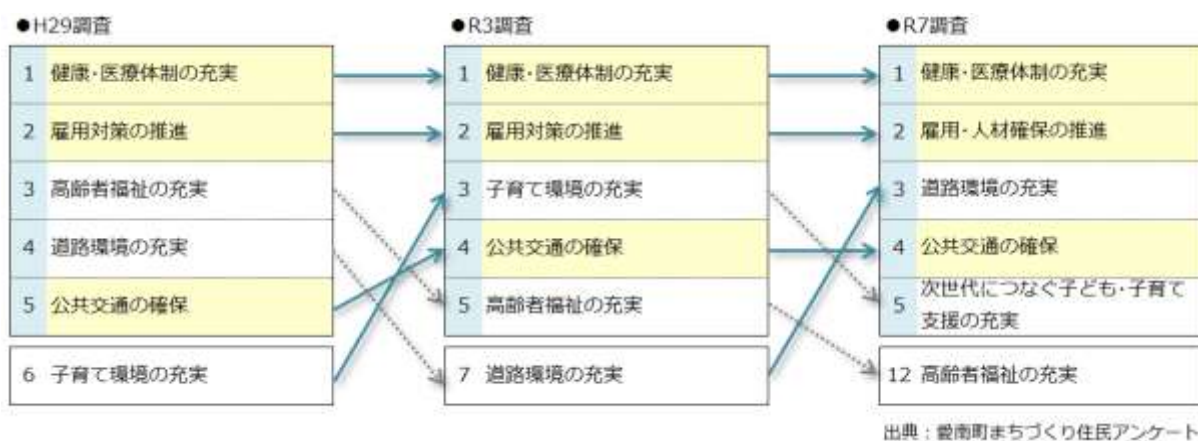 ●H29調査
1 健康・医療体制の充実
2 雇用対策の推進
3 高齢者福祉の充実
4 道路環境の充実
5 公共交通の確保
6 子育て環境の充実
●R3調査
1 健康・医療体制の充実
2 雇用対策の推進
3 子育て環境の充実
4 公共交通の確保
5 高齢者福祉の充実
7 道路環境の充実
●R7調査
1 健康・医療体制の充実
2 雇用・人材確保の推進
3 道路環境の充実
4 公共交通の確保
5 次世代につなぐ子ども・子育て
支援の充実
12 高齢者福祉の充実
出典：愛南町まちづくり住民アンケート